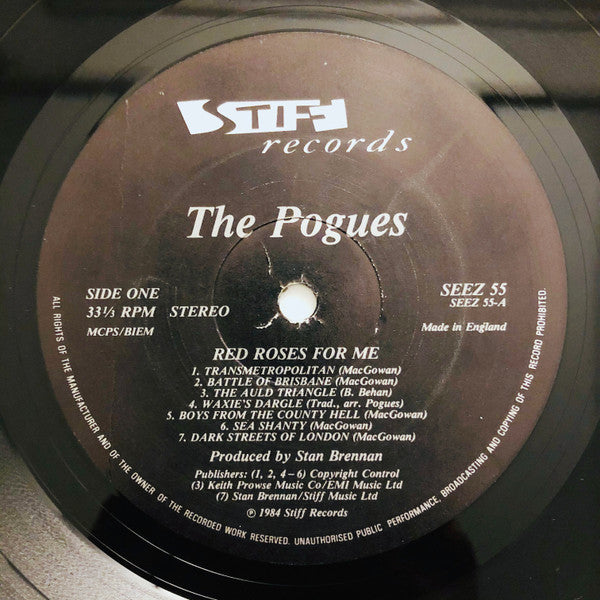 STIFF
records
The Pogues
SIDE ONE
33⅓ RPM STEREO
MCPS/BIEM
SEEZ 55
SEEZ 55-A
Made in England
RED ROSES FOR ME
1. TRANSMETROPOLITAN (MacGowan)
2. BATTLE OF BRISBANE (MacGowan)
3. THE AULD TRIANGLE (B. Behan)
4. WAXIE'S DARGLE (Trad., arr. Pogues)
5. BOYS FROM THE COUNTY HELL (MacGowan)
6. SEA SHANTY (MacGowan)
7. DARK STREETS OF LONDON (MacGowan)
Produced by Stan Brennan
Publishers: (1, 2, 4–6) Copyright Control
(3) Keith Prowse Music Co/EMI Music Ltd
(7) Stan Brennan/Stiff Music Ltd
℗ 1984 Stiff Records
ALL RIGHTS OF THE MANUFACTURER AND OF THE OWNER OF THE RECORDED WORK RESERVED. UNAUTHORISED PUBLIC PERFORMANCE, BROADCASTING AND COPYING OF THIS RECORD PROHIBITED.